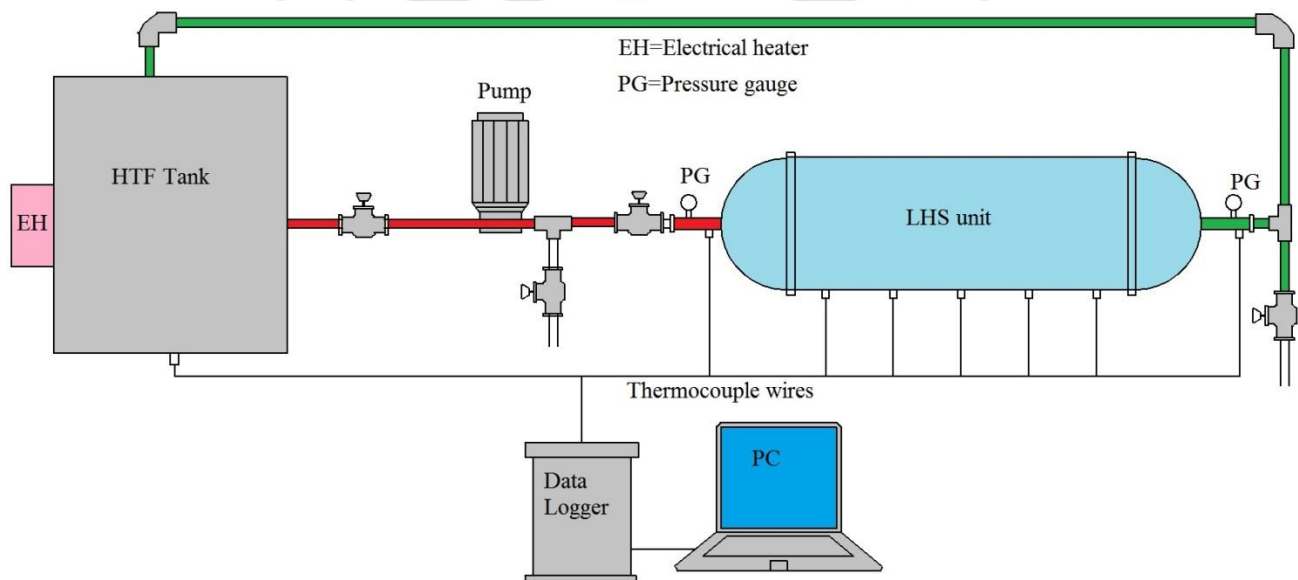 EH=Electrical heater
PG=Pressure gauge
Pump
HTF Tank
EH
PG
LHS unit
PG
Thermocouple wires
Data
Logger
PC